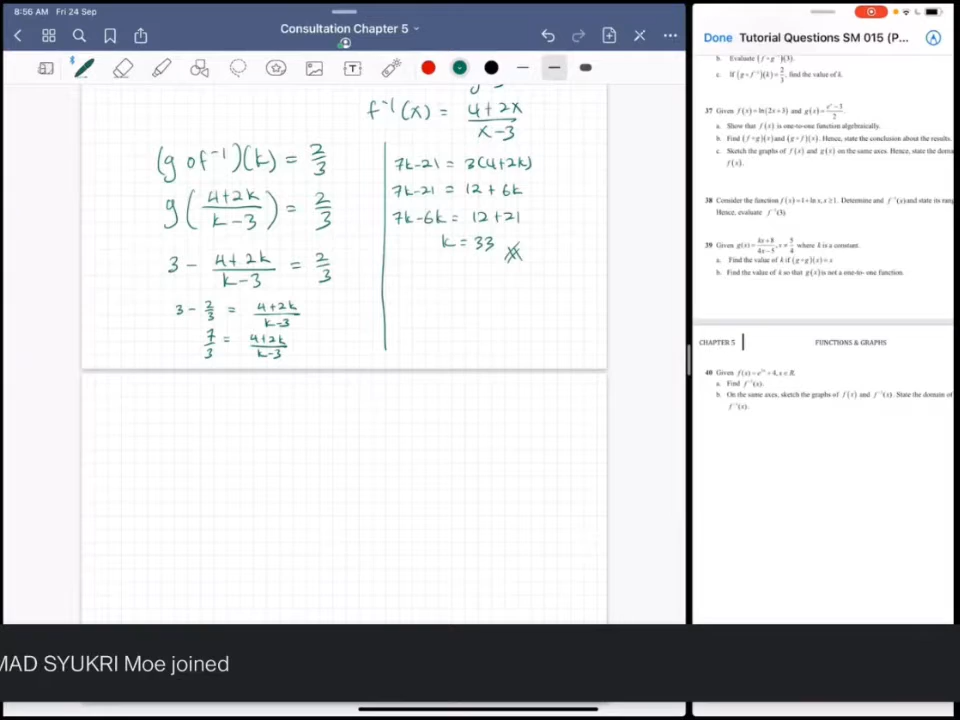 8:56 AM Fri 24 Sep
Consultation Chapter 5
f⁻¹(x) = 4+2x / x-3
(g o f⁻¹)(k) = 2/3
g(4+2k / k-3) = 2/3
3 - 4+2k / k-3 = 2/3
3 - 2/3 = 4+2k / k-3
7/3 = 4+2k / k-3
7k-21 = 3(4+2k)
7k-21 = 12+6k
7k-6k = 12+21
k = 33
Done Tutorial Questions SM 015 (P...
b. Evaluate (f∘g⁻¹)(3).
c. If (g∘f⁻¹)(k) = 2/3, find the value of k.
37 Given f(x)=ln(2x+3) and g(x)= eˣ-3 / 2.
a. Show that f(x) is one-to-one function algebraically.
b. Find (f∘g)(x) and (g∘f)(x). Hence, state the conclusion about the results.
c. Sketch the graphs of f(x) and g(x) on the same axes. Hence, state the doma
f(x).
38 Consider the function f(x)=1+ln x, x≥1. Determine and f⁻¹(x) and state its ran
Hence, evaluate f⁻¹(3).
39 Given g(x)= kx+8 / 4x-5, x≠ 5/4 where k is a constant.
a. Find the value of k if (g∘g)(x)=x
b. Find the value of k so that g(x) is not a one-to-one function.
CHAPTER 5 FUNCTIONS & GRAPHS
40 Given f(x)=e²ˣ+4, x∈R.
a. Find f⁻¹(x).
b. On the same axes, sketch the graphs of f(x) and f⁻¹(x). State the domain of
f⁻¹(x).
MAD SYUKRI Moe joined